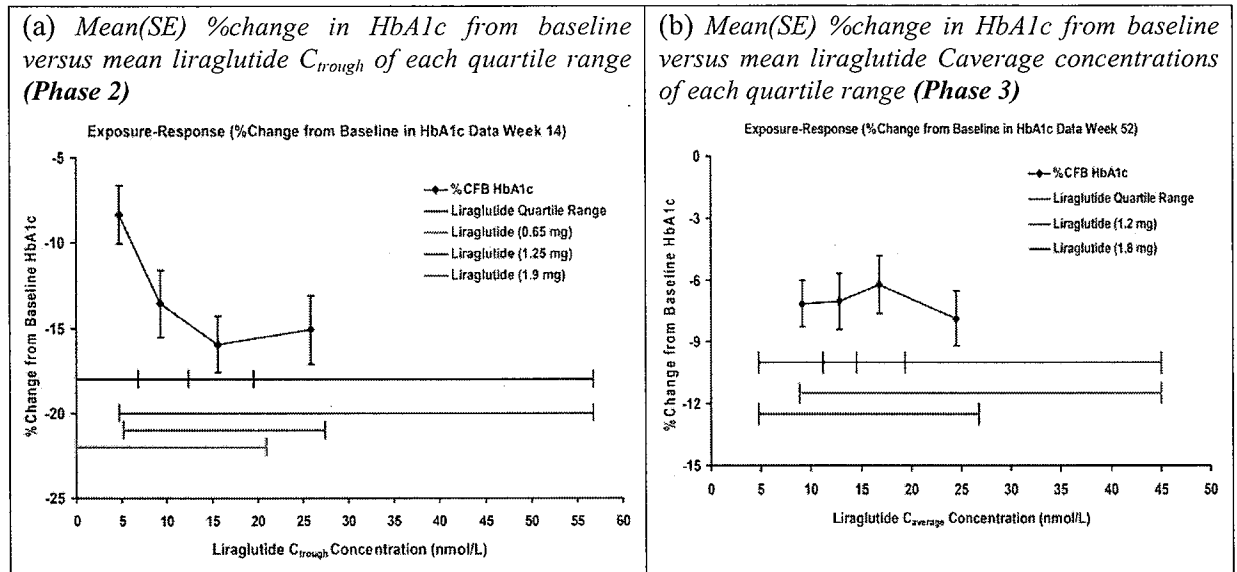 (a) Mean(SE) %change in HbA1c from baseline
versus mean liraglutide Ctrough of each quartile range
(Phase 2)
Exposure-Response (%Change from Baseline in HbA1c Data Week 14)
-5
-10
-15
-20
-25
%Change from Baseline HbA1c
%CFB HbA1c
Liraglutide Quartile Range
Liraglutide (0.65 mg)
Liraglutide (1.25 mg)
Liraglutide (1.9 mg)
0 5 10 15 20 25 30 35 40 45 50 55 60
Liraglutide Ctrough Concentration (nmol/L)
(b) Mean(SE) %change in HbA1c from baseline
versus mean liraglutide Caverage concentrations
of each quartile range (Phase 3)
Exposure-Response (%Change from Baseline in HbA1c Data Week 52)
0
-3
-6
-9
-12
-15
% Change from Baseline HbA1c
%CFB HbA1c
Liraglutide Quartile Range
Liraglutide (1.2 mg)
Liraglutide (1.8 mg)
0 5 10 15 20 25 30 35 40 45 50
Liraglutide Caverage Concentration (nmol/L)